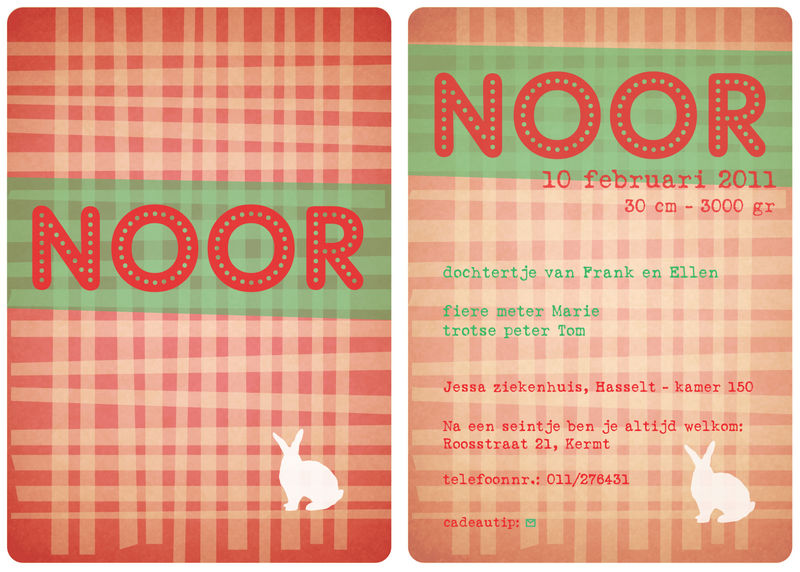 NOOR
NOOR
10 februari 2011
30 cm - 3000 gr
dochtertje van Frank en Ellen
fiere meter Marie
trotse peter Tom
Jessa ziekenhuis, Hasselt - kamer 150
Na een seintje ben je altijd welkom:
Roosstraat 21, Kermt
telefoonnr.: 011/276431
cadeautip: